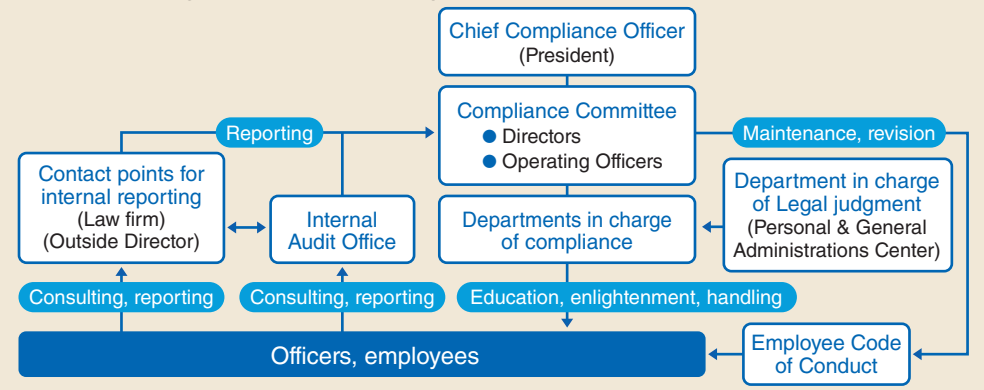 Chief Compliance Officer
(President)
Compliance Committee
● Directors
● Operating Officers
Reporting
Maintenance, revision
Contact points for
internal reporting
(Law firm)
(Outside Director)
Internal
Audit Office
Departments in charge
of compliance
Department in charge
of Legal judgment
(Personal & General
Administrations Center)
Consulting, reporting
Consulting, reporting
Education, enlightenment, handling
Officers, employees
Employee Code
of Conduct